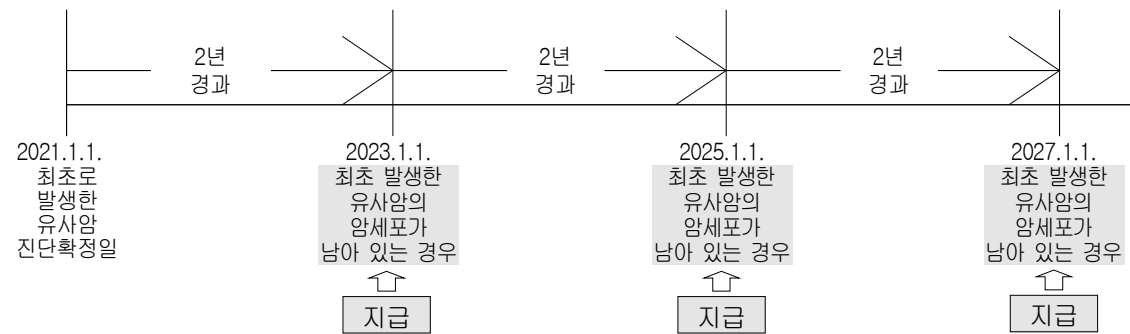 2년
경과
2년
경과
2년
경과
2021.1.1.
최초로
발생한
유사암
진단확정일
2023.1.1.
최초 발생한
유사암의
암세포가
남아 있는 경우
지급
2025.1.1.
최초 발생한
유사암의
암세포가
남아 있는 경우
지급
2027.1.1.
최초 발생한
유사암의
암세포가
남아 있는 경우
지급